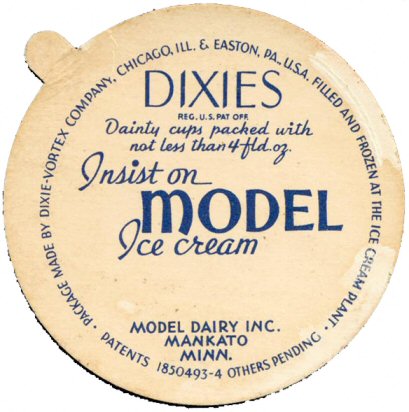 PACKAGE MADE BY DIXIE-VORTEX COMPANY, CHICAGO, ILL. & EASTON, PA., U.S.A. FILLED AND FROZEN AT THE ICE CREAM PLANT ·
DIXIES
REG. U.S. PAT OFF.
Dainty cups packed with
not less than 4 fld. oz.
Insist on
MODEL
Ice cream
MODEL DAIRY INC.
MANKATO
MINN.
· PATENTS 1850493-4 OTHERS PENDING ·